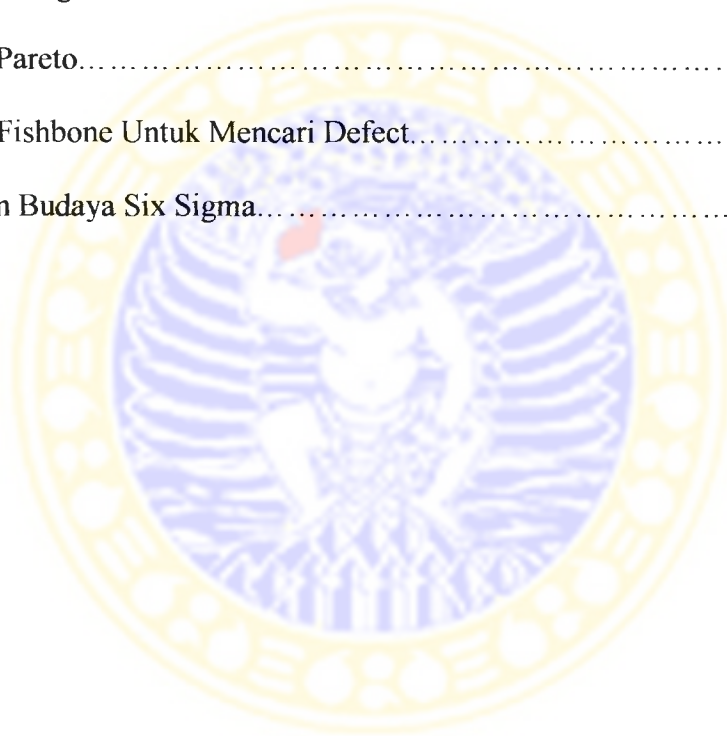 Pareto……………………………………………………
Fishbone Untuk Mencari Defect…………………………
n Budaya Six Sigma………………………………………